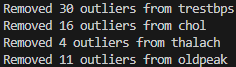 Removed 30 outliers from trestbps
Removed 16 outliers from chol
Removed 4 outliers from thalach
Removed 11 outliers from oldpeak